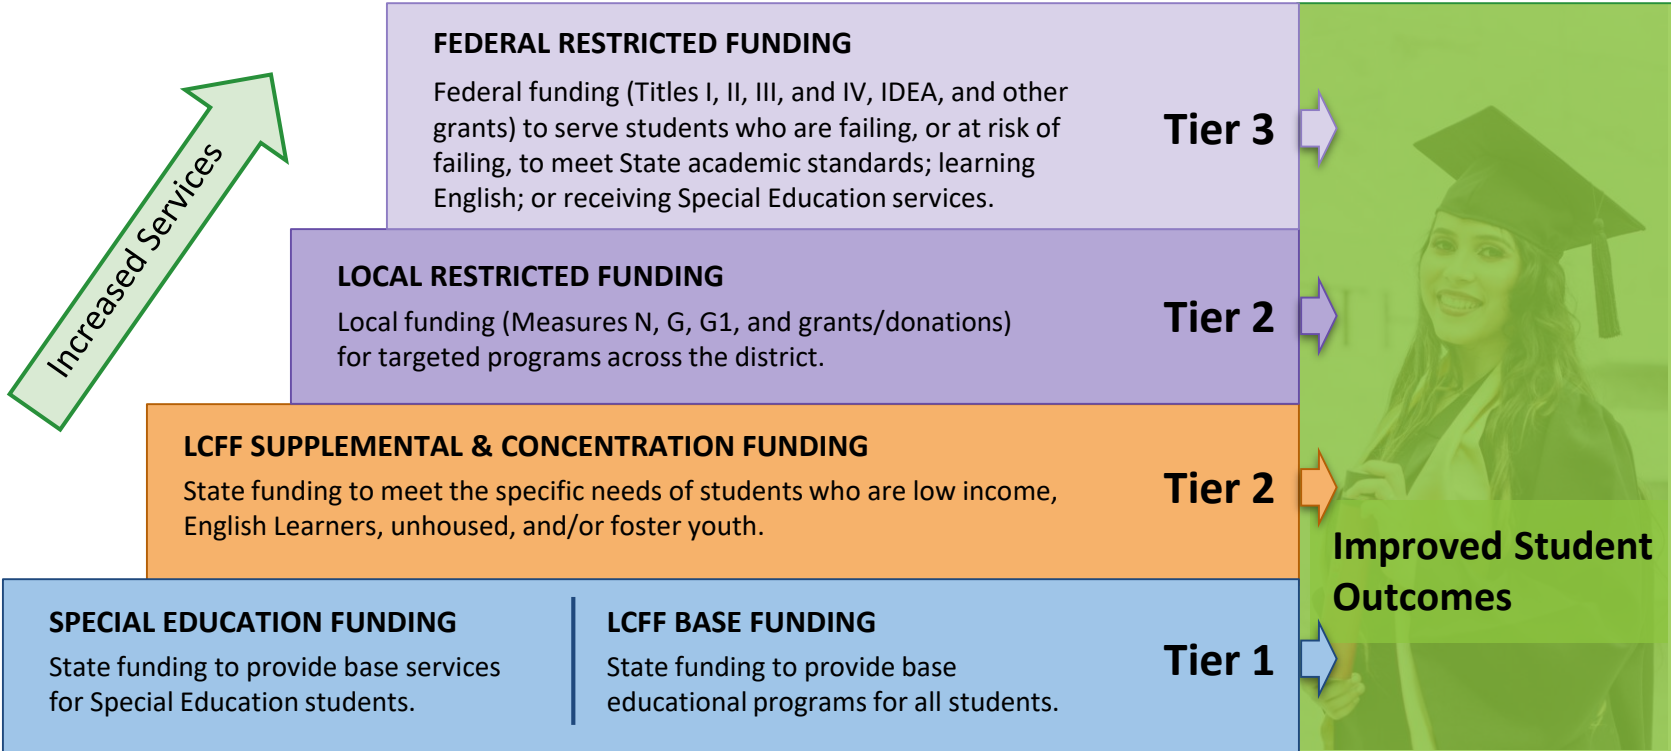 FEDERAL RESTRICTED FUNDING
Federal funding (Titles I, II, III, and IV, IDEA, and other
grants) to serve students who are failing, or at risk of
failing, to meet State academic standards; learning
English; or receiving Special Education services.
Tier 3
Increased Services
LOCAL RESTRICTED FUNDING
Local funding (Measures N, G, G1, and grants/donations)
for targeted programs across the district.
Tier 2
LCFF SUPPLEMENTAL & CONCENTRATION FUNDING
State funding to meet the specific needs of students who are low income,
English Learners, unhoused, and/or foster youth.
Tier 2
Improved Student
Outcomes
SPECIAL EDUCATION FUNDING
State funding to provide base services
for Special Education students.
LCFF BASE FUNDING
State funding to provide base
educational programs for all students.
Tier 1